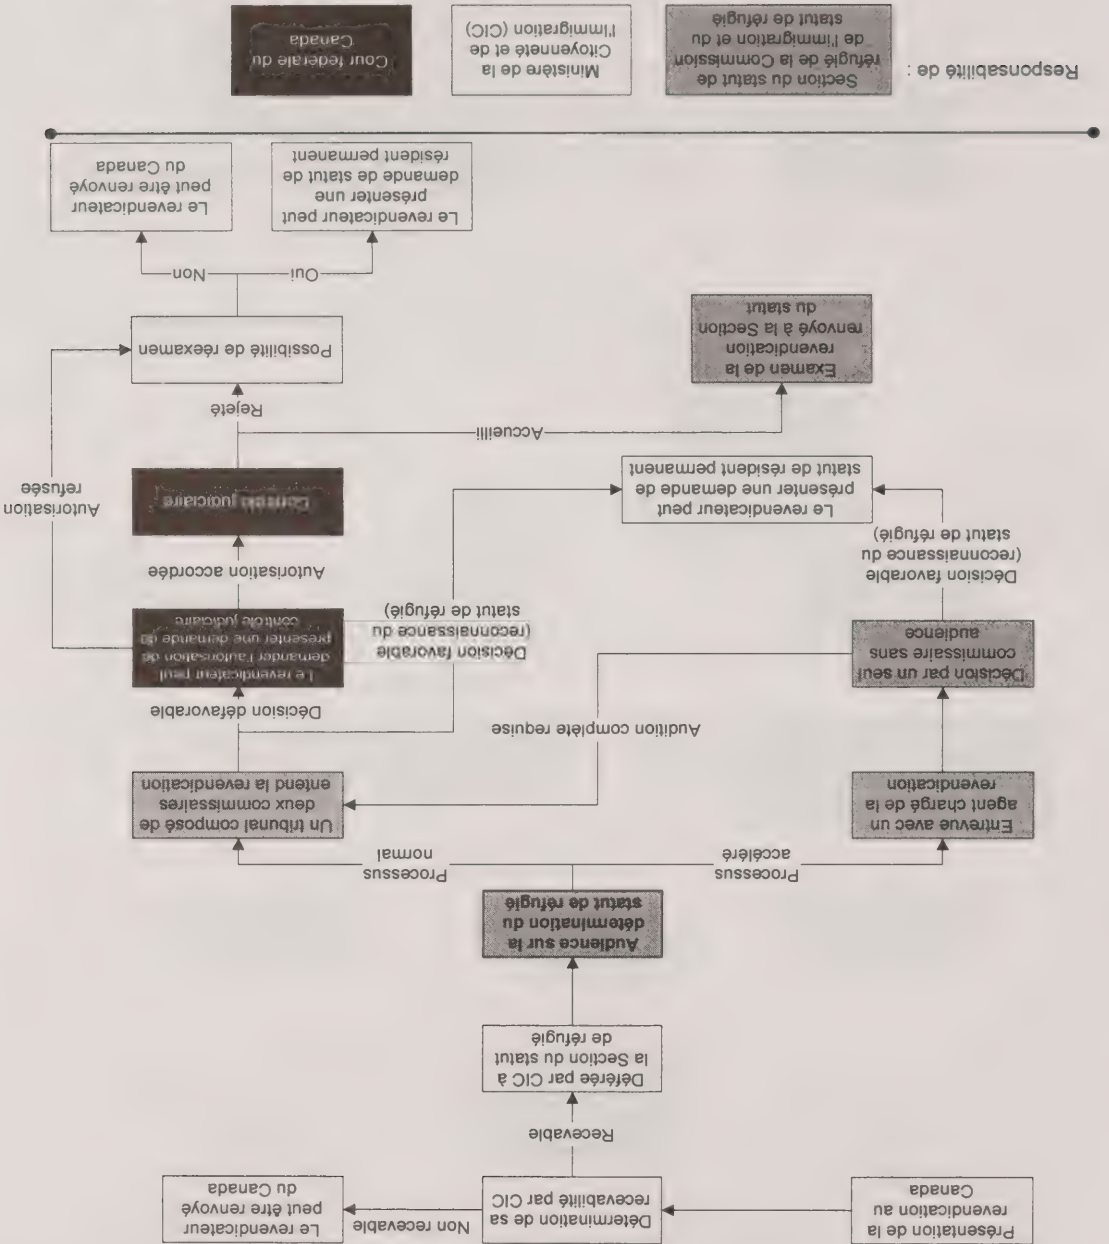 Présentation de la
revendication au
Canada
Détermination de sa
recevabilité par CIC
Non recevable
Le revendicateur
peut être renvoyé
du Canada
Recevable
Déférée par CIC à
la Section du statut
de réfugié
Audience sur la
détermination du
statut de réfugié
Processus
accéléré
Processus
normal
Entrevue avec un
agent chargé de la
revendication
Un tribunal composé de
deux commissaires
entend la revendication
Audition complète requise
Décision défavorable
Décision par un seul
commissaire sans
audience
Décision favorable
(reconnaissance du
statut de réfugié)
Le revendicateur peut
demander l'autorisation de
présenter une demande de
contrôle judiciaire
Décision favorable
(reconnaissance du
statut de réfugié)
Autorisation accordée
Autorisation
refusée
Le revendicateur peut
présenter une demande de
statut de résident permanent
Contrôle judiciaire
Accueilli
Rejeté
Examen de la
revendication
renvoyé à la Section
du statut
Possibilité de réexamen
Oui
Non
Le revendicateur peut
présenter une
demande de statut de
résident permanent
Le revendicateur
peut être renvoyé
du Canada
Responsabilité de :
Section du statut de
réfugié de la Commission
de l'immigration et du
statut de réfugié
Ministère de la
Citoyenneté et de
l'Immigration (CIC)
Cour fédérale du
Canada